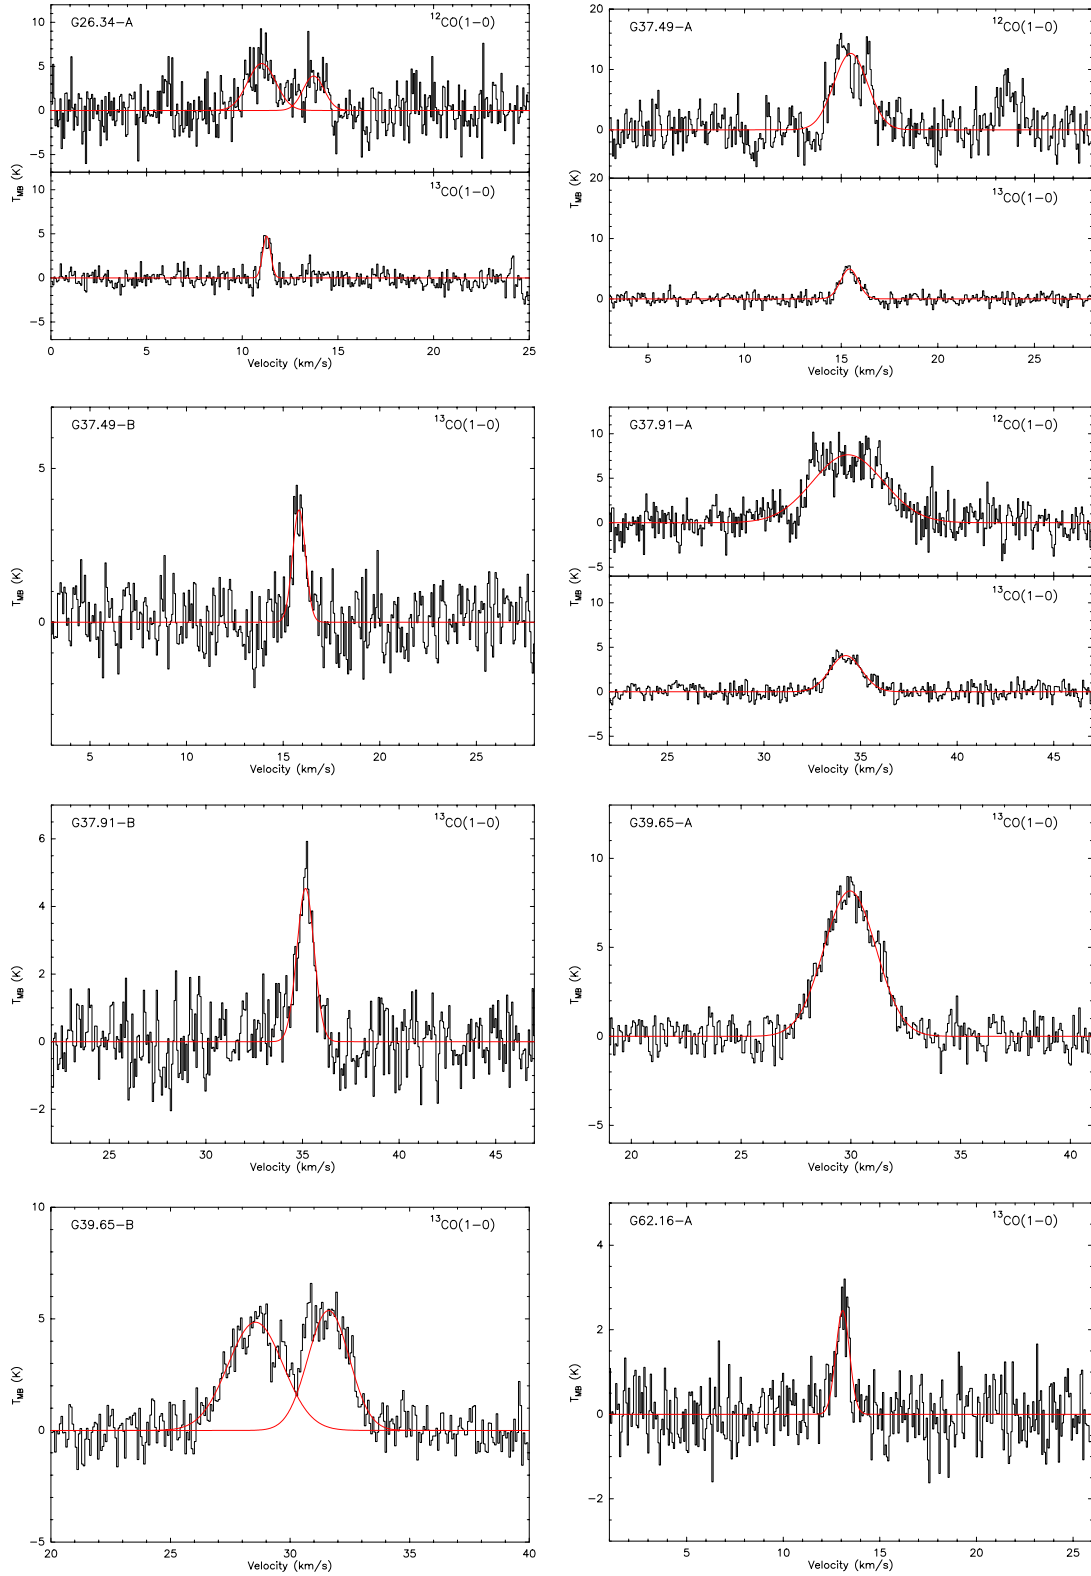 G26.34-A
¹²CO(1-0)
10
5
0
-5
¹³CO(1-0)
10
5
0
-5
T_MB (K)
0 5 10 15 20 25
Velocity (km/s)
G37.49-A
¹²CO(1-0)
20
10
0
20
¹³CO(1-0)
10
0
T_MB (K)
5 10 15 20 25
Velocity (km/s)
G37.49-B
¹³CO(1-0)
5
0
T_MB (K)
5 10 15 20 25
Velocity (km/s)
G37.91-A
¹²CO(1-0)
10
5
0
-5
¹³CO(1-0)
10
5
0
-5
T_MB (K)
25 30 35 40 45
Velocity (km/s)
G37.91-B
¹³CO(1-0)
6
4
2
0
-2
T_MB (K)
25 30 35 40 45
Velocity (km/s)
G39.65-A
¹³CO(1-0)
10
5
0
-5
T_MB (K)
20 25 30 35 40
Velocity (km/s)
G39.65-B
¹³CO(1-0)
10
5
0
-5
T_MB (K)
20 25 30 35 40
Velocity (km/s)
G62.16-A
¹³CO(1-0)
4
2
0
-2
T_MB (K)
5 10 15 20 25
Velocity (km/s)